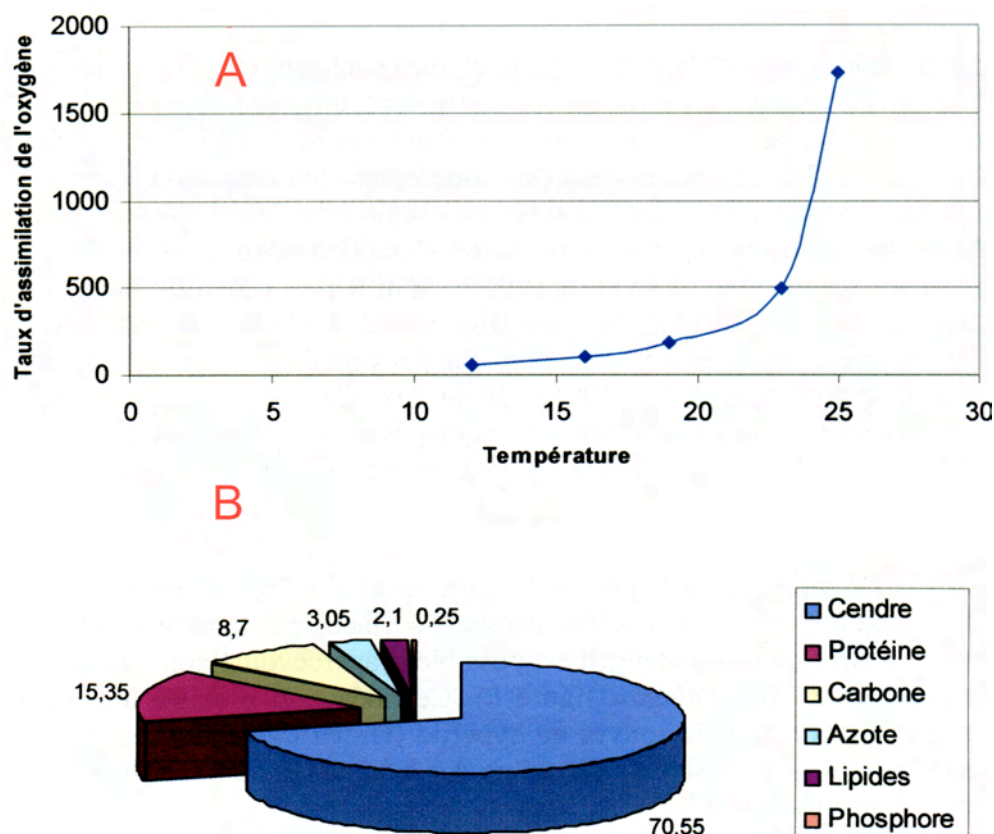 A
Taux d'assimilation de l'oxygène
2000
1500
1000
500
0
0 5 10 15 20 25 30
Température
B
8,7 3,05 2,1 0,25
15,35
70,55
Cendre
Protéine
Carbone
Azote
Lipides
Phosphore